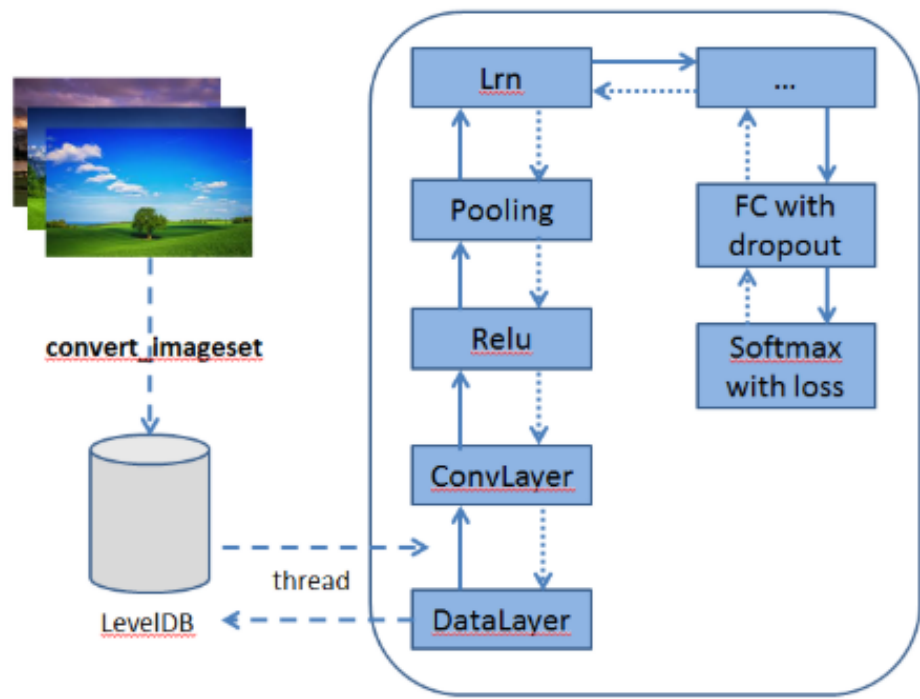 Lrn
...
Pooling
FC with
dropout
convert_imageset
Relu
Softmax
with loss
ConvLayer
thread
LevelDB
DataLayer